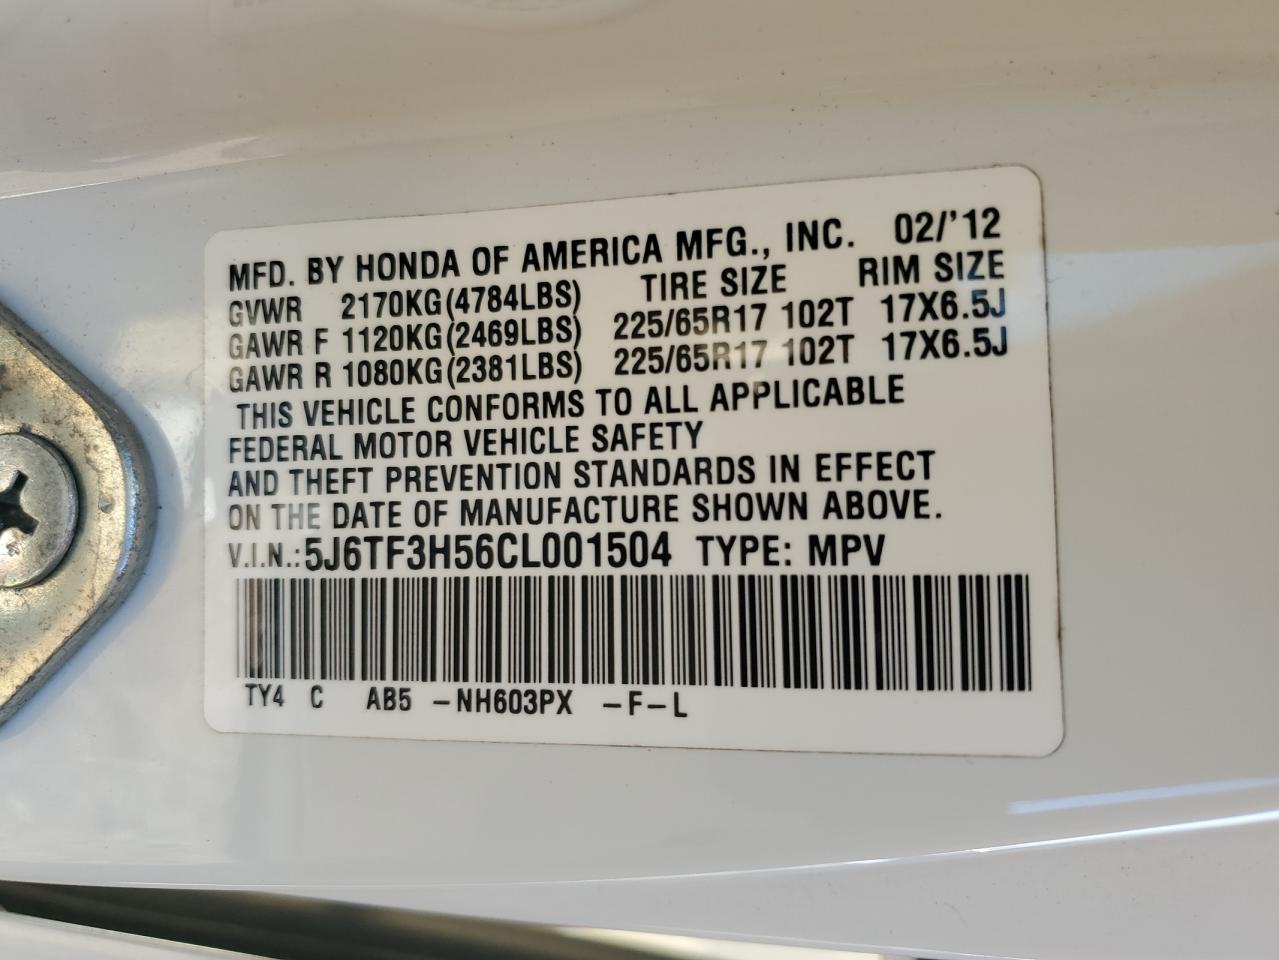 MFD. BY HONDA OF AMERICA MFG., INC. 02/'12
GVWR 2170KG(4784LBS) TIRE SIZE RIM SIZE
GAWR F 1120KG(2469LBS) 225/65R17 102T 17X6.5J
GAWR R 1080KG(2381LBS) 225/65R17 102T 17X6.5J
THIS VEHICLE CONFORMS TO ALL APPLICABLE
FEDERAL MOTOR VEHICLE SAFETY
AND THEFT PREVENTION STANDARDS IN EFFECT
ON THE DATE OF MANUFACTURE SHOWN ABOVE.
V.I.N.: 5J6TF3H56CL001504 TYPE: MPV
TY4 C AB5 -NH603PX -F-L